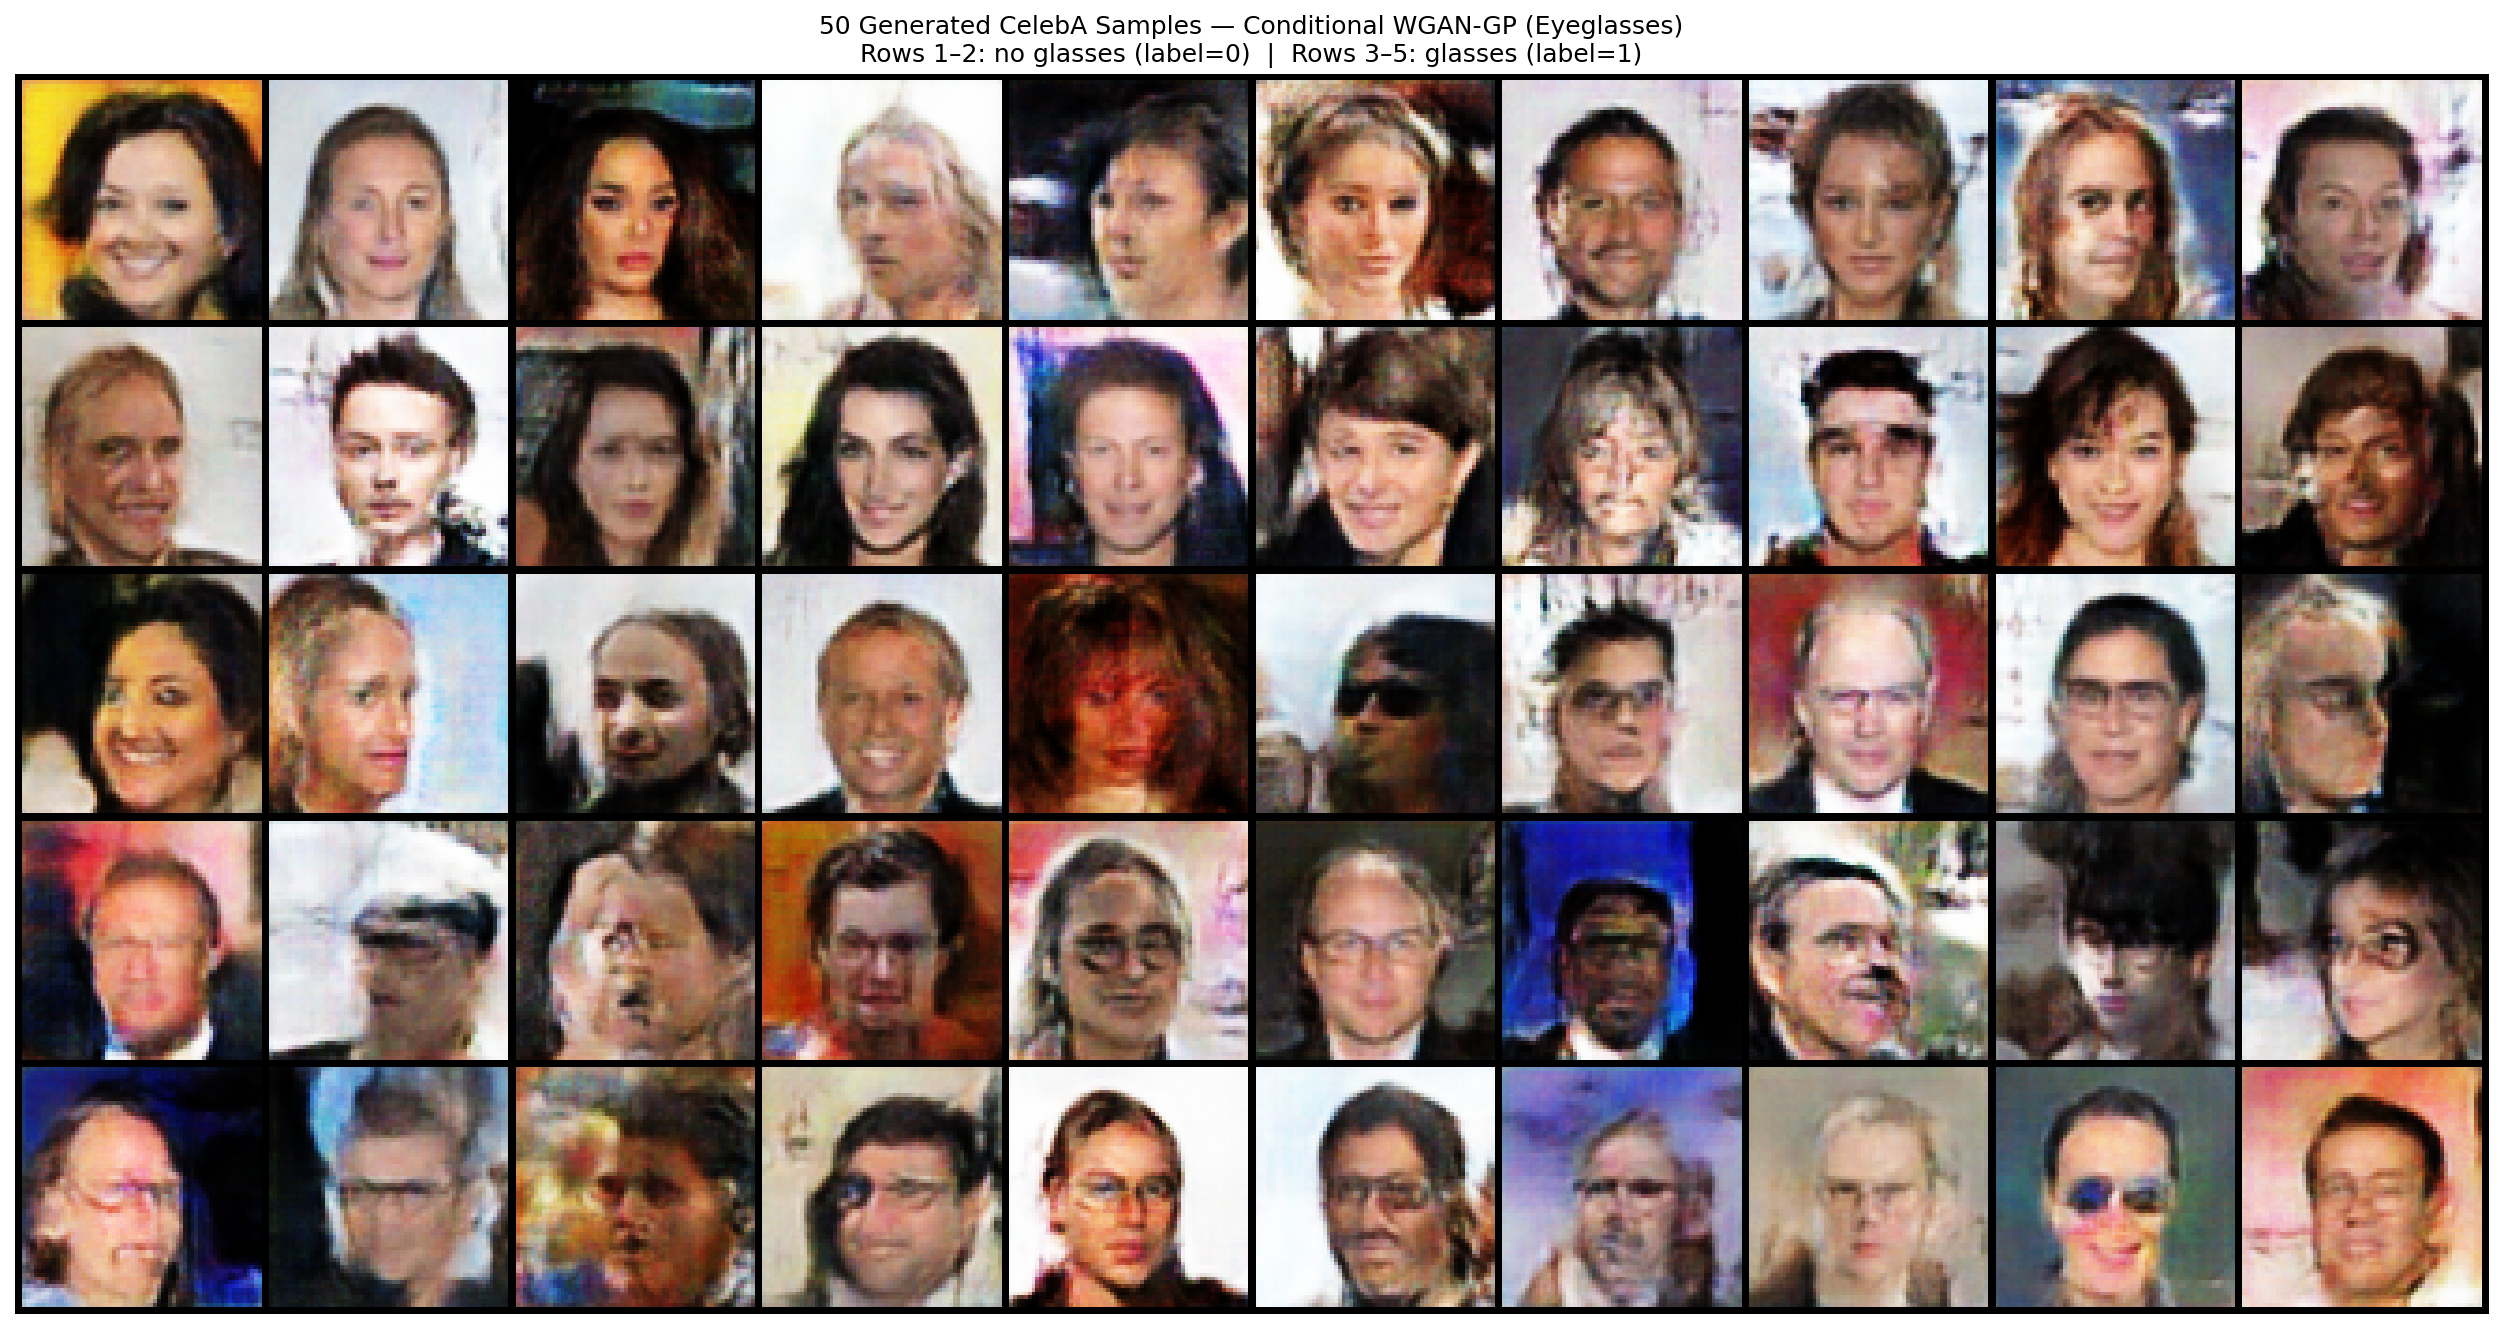 50 Generated CelebA Samples — Conditional WGAN-GP (Eyeglasses)
Rows 1–2: no glasses (label=0)  |  Rows 3–5: glasses (label=1)